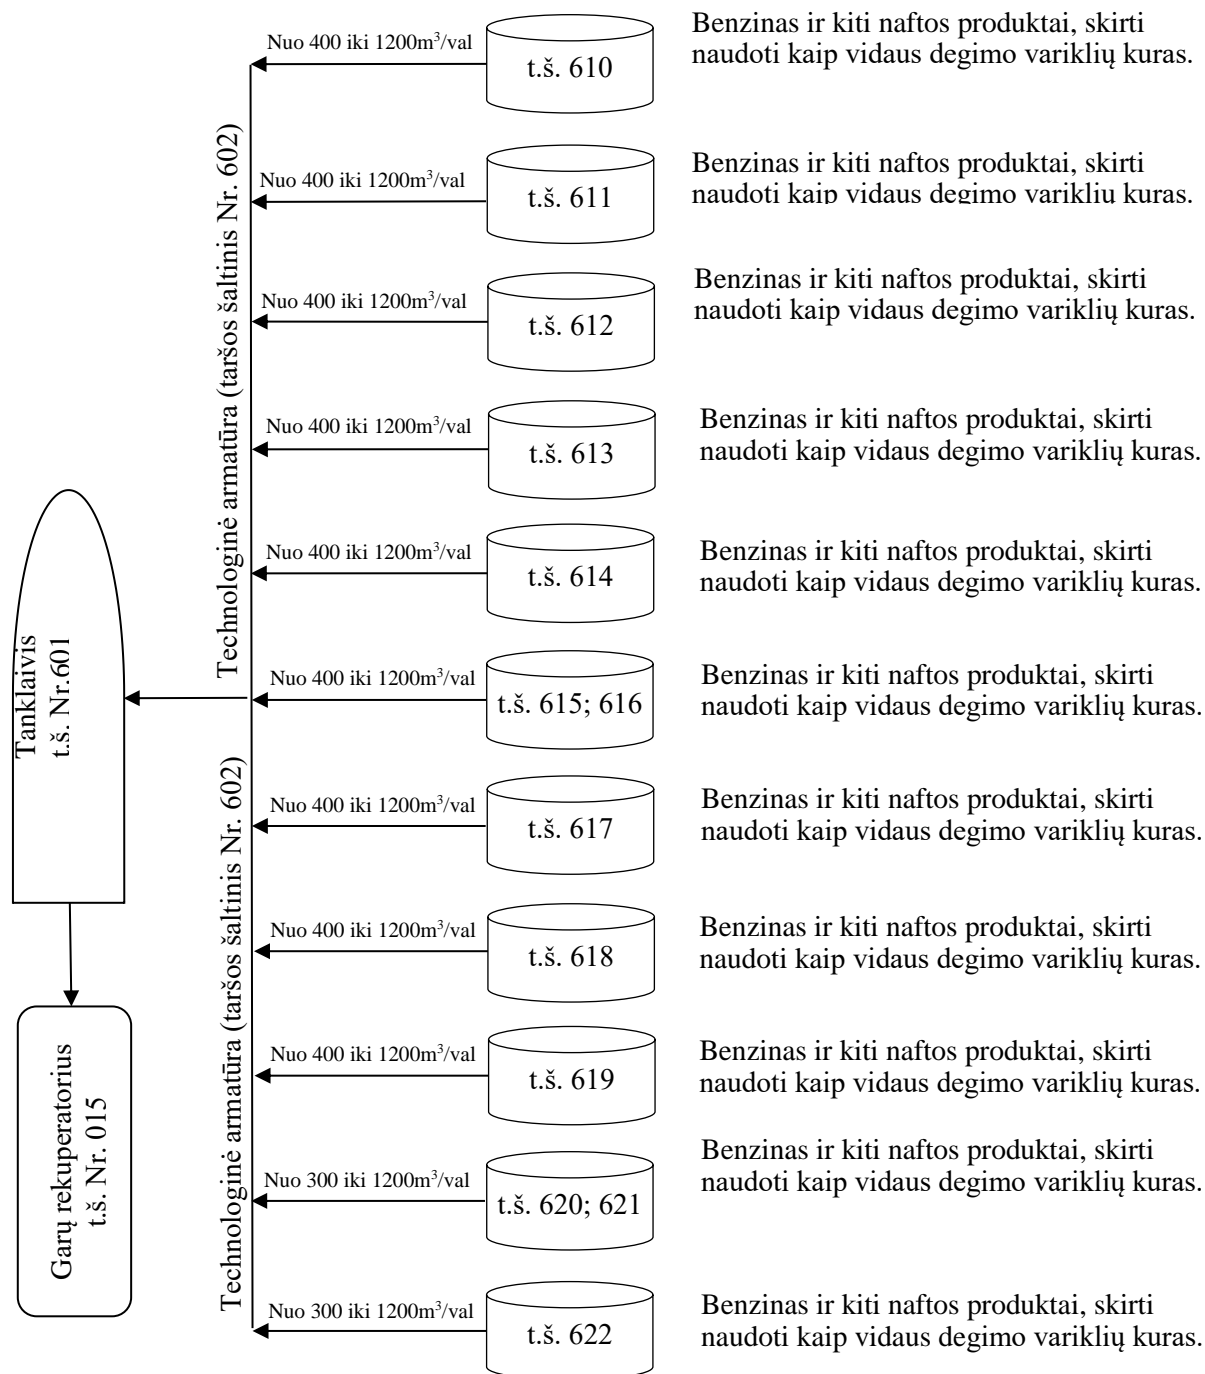 Nuo 400 iki 1200m³/val
t.š. 610
Benzinas ir kiti naftos produktai, skirti
naudoti kaip vidaus degimo variklių kuras.
Nuo 400 iki 1200m³/val
t.š. 611
Benzinas ir kiti naftos produktai, skirti
naudoti kaip vidaus degimo variklių kuras.
Nuo 400 iki 1200m³/val
t.š. 612
Benzinas ir kiti naftos produktai, skirti
naudoti kaip vidaus degimo variklių kuras.
Nuo 400 iki 1200m³/val
t.š. 613
Benzinas ir kiti naftos produktai, skirti
naudoti kaip vidaus degimo variklių kuras.
Nuo 400 iki 1200m³/val
t.š. 614
Benzinas ir kiti naftos produktai, skirti
naudoti kaip vidaus degimo variklių kuras.
Nuo 400 iki 1200m³/val
t.š. 615; 616
Benzinas ir kiti naftos produktai, skirti
naudoti kaip vidaus degimo variklių kuras.
Nuo 400 iki 1200m³/val
t.š. 617
Benzinas ir kiti naftos produktai, skirti
naudoti kaip vidaus degimo variklių kuras.
Nuo 400 iki 1200m³/val
t.š. 618
Benzinas ir kiti naftos produktai, skirti
naudoti kaip vidaus degimo variklių kuras.
Nuo 400 iki 1200m³/val
t.š. 619
Benzinas ir kiti naftos produktai, skirti
naudoti kaip vidaus degimo variklių kuras.
Nuo 300 iki 1200m³/val
t.š. 620; 621
Benzinas ir kiti naftos produktai, skirti
naudoti kaip vidaus degimo variklių kuras.
Nuo 300 iki 1200m³/val
t.š. 622
Benzinas ir kiti naftos produktai, skirti
naudoti kaip vidaus degimo variklių kuras.
Technologinė armatūra (taršos šaltinis Nr. 602)
Technologinė armatūra (taršos šaltinis Nr. 602)
Tanklaivis
t.š. Nr.601
Garų rekuperatorius
t.š. Nr. 015